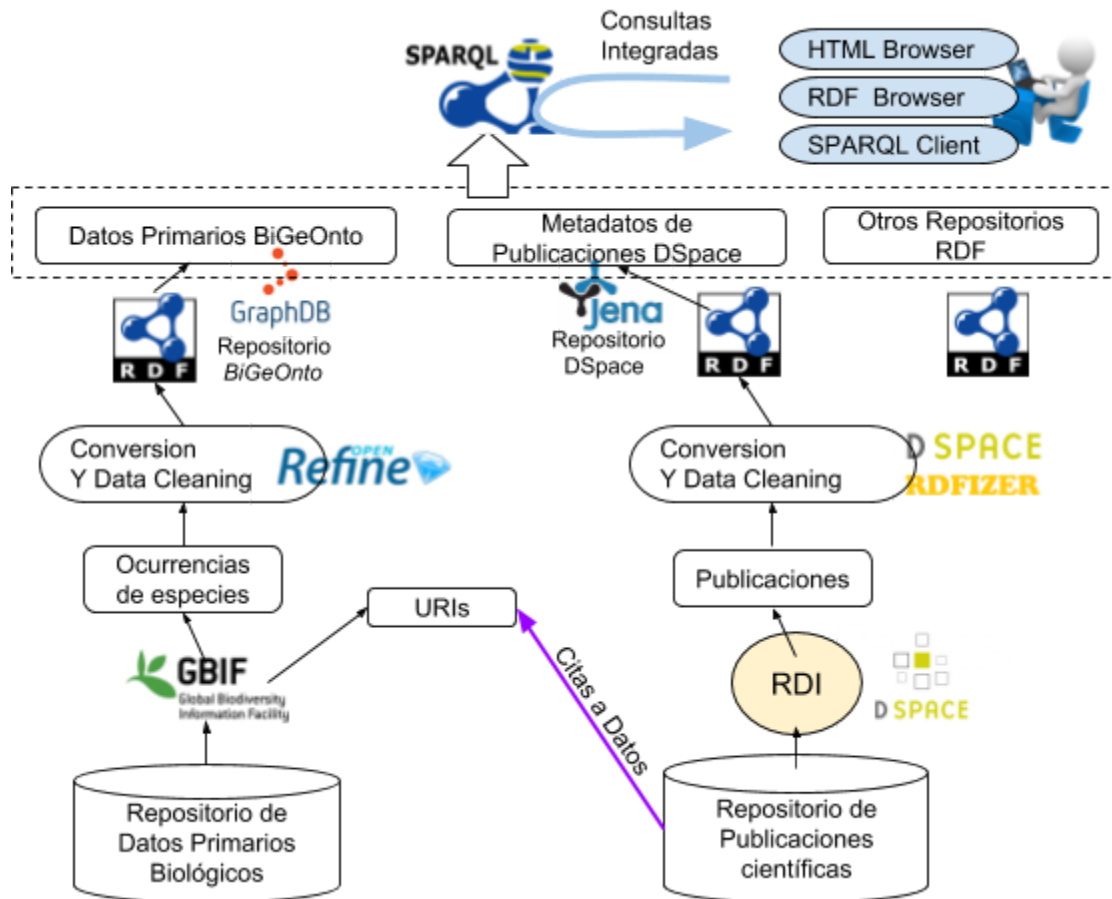 Consultas
Integradas
SPARQL
HTML Browser
RDF Browser
SPARQL Client
Datos Primarios BiGeOnto
Metadatos de
Publicaciones DSpace
Otros Repositorios
RDF
GraphDB
Repositorio
BiGeOnto
RDF
Jena
Repositorio
DSpace
RDF
RDF
Conversion
Y Data Cleaning
OPEN
Refine
Conversion
Y Data Cleaning
DSPACE
RDFIZER
Ocurrencias
de especies
URIs
Publicaciones
GBIF
Global Biodiversity
Information Facility
Citas a Datos
RDI
DSPACE
Repositorio de
Datos Primarios
Biológicos
Repositorio de
Publicaciones
científicas